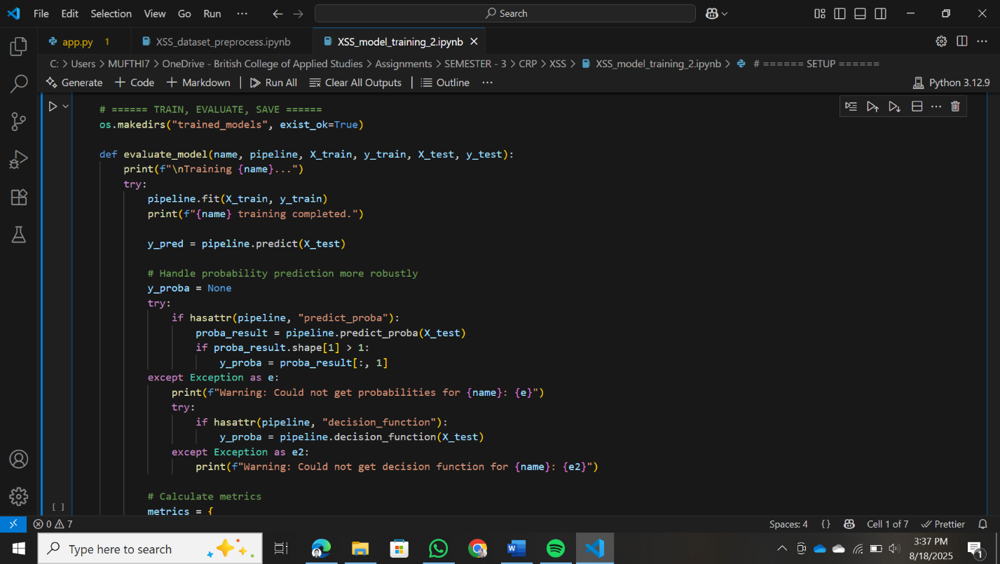 File Edit Selection View Go Run ··· Search
app.py 1 XSS_dataset_preprocess.ipynb XSS_model_training_2.ipynb
C: > Users > MUFTHI7 > OneDrive - British College of Applied Studies > Assignments > SEMESTER - 3 > CRP > XSS > XSS_model_training_2.ipynb > # ====== SETUP ======
Generate + Code + Markdown | Run All Clear All Outputs | Outline ··· Python 3.12.9
# ====== TRAIN, EVALUATE, SAVE ======
os.makedirs("trained_models", exist_ok=True)
def evaluate_model(name, pipeline, X_train, y_train, X_test, y_test):
print(f"\nTraining {name}...")
try:
pipeline.fit(X_train, y_train)
print(f"{name} training completed.")
y_pred = pipeline.predict(X_test)
# Handle probability prediction more robustly
y_proba = None
try:
if hasattr(pipeline, "predict_proba"):
proba_result = pipeline.predict_proba(X_test)
if proba_result.shape[1] > 1:
y_proba = proba_result[:, 1]
except Exception as e:
print(f"Warning: Could not get probabilities for {name}: {e}")
try:
if hasattr(pipeline, "decision_function"):
y_proba = pipeline.decision_function(X_test)
except Exception as e2:
print(f"Warning: Could not get decision function for {name}: {e2}")
# Calculate metrics
[ ]
metrics = {
0 7 Spaces: 4 {} Cell 1 of 7 Prettier
Type here to search
3:37 PM
8/18/2025
1